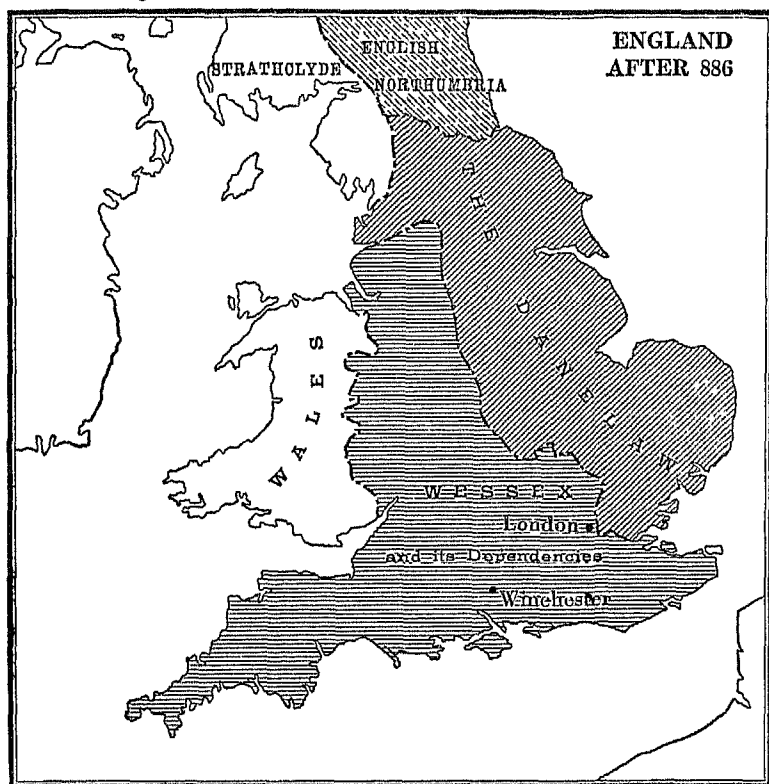 ENGLAND
AFTER 886
ENGLISH
STRATHCLYDE
NORTHUMBRIA
THE DANELAW
WALES
WESSEX
London
and its Dependencies
Winchester